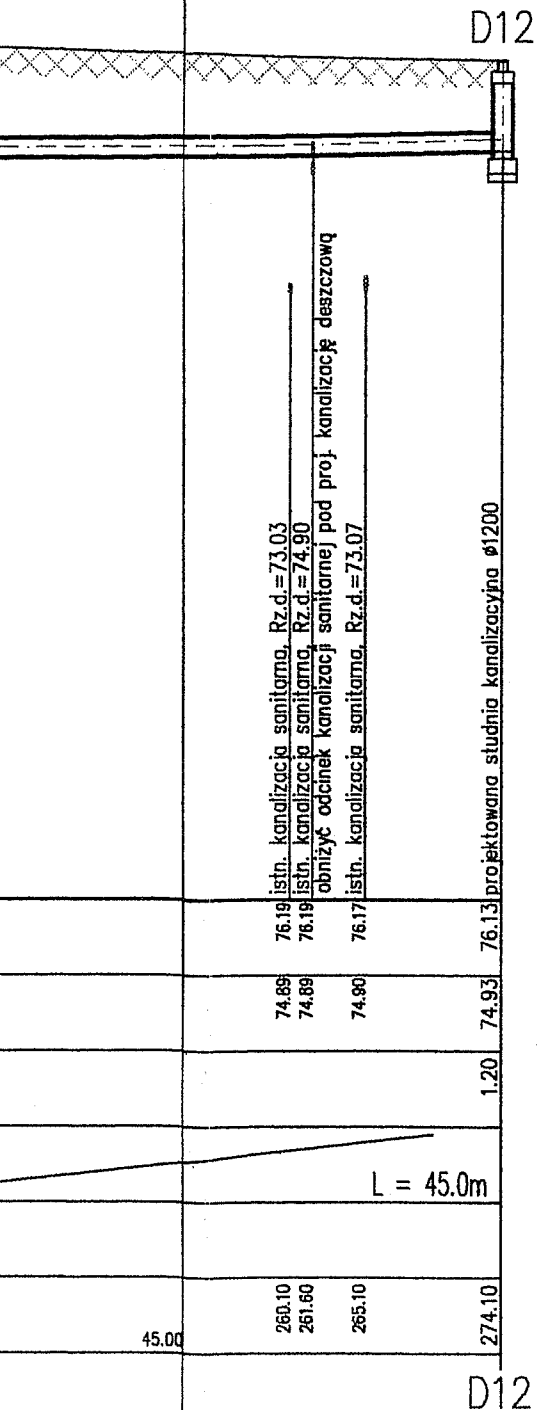 D12
istn. kanalizacja sanitarna, Rz.d.=73.03
istn. kanalizacja sanitarna, Rz.d.=74.90
obniżyć odcinek kanalizacji sanitarnej pod proj. kanalizację deszczową
istn. kanalizacja sanitarna, Rz.d.=73.07
projektowana studnia kanalizacyjna ø1200
76.19
76.19
76.17
76.13
74.89
74.89
74.90
74.93
1.20
L = 45.0m
45.00
260.10
261.60
265.10
274.10
D12